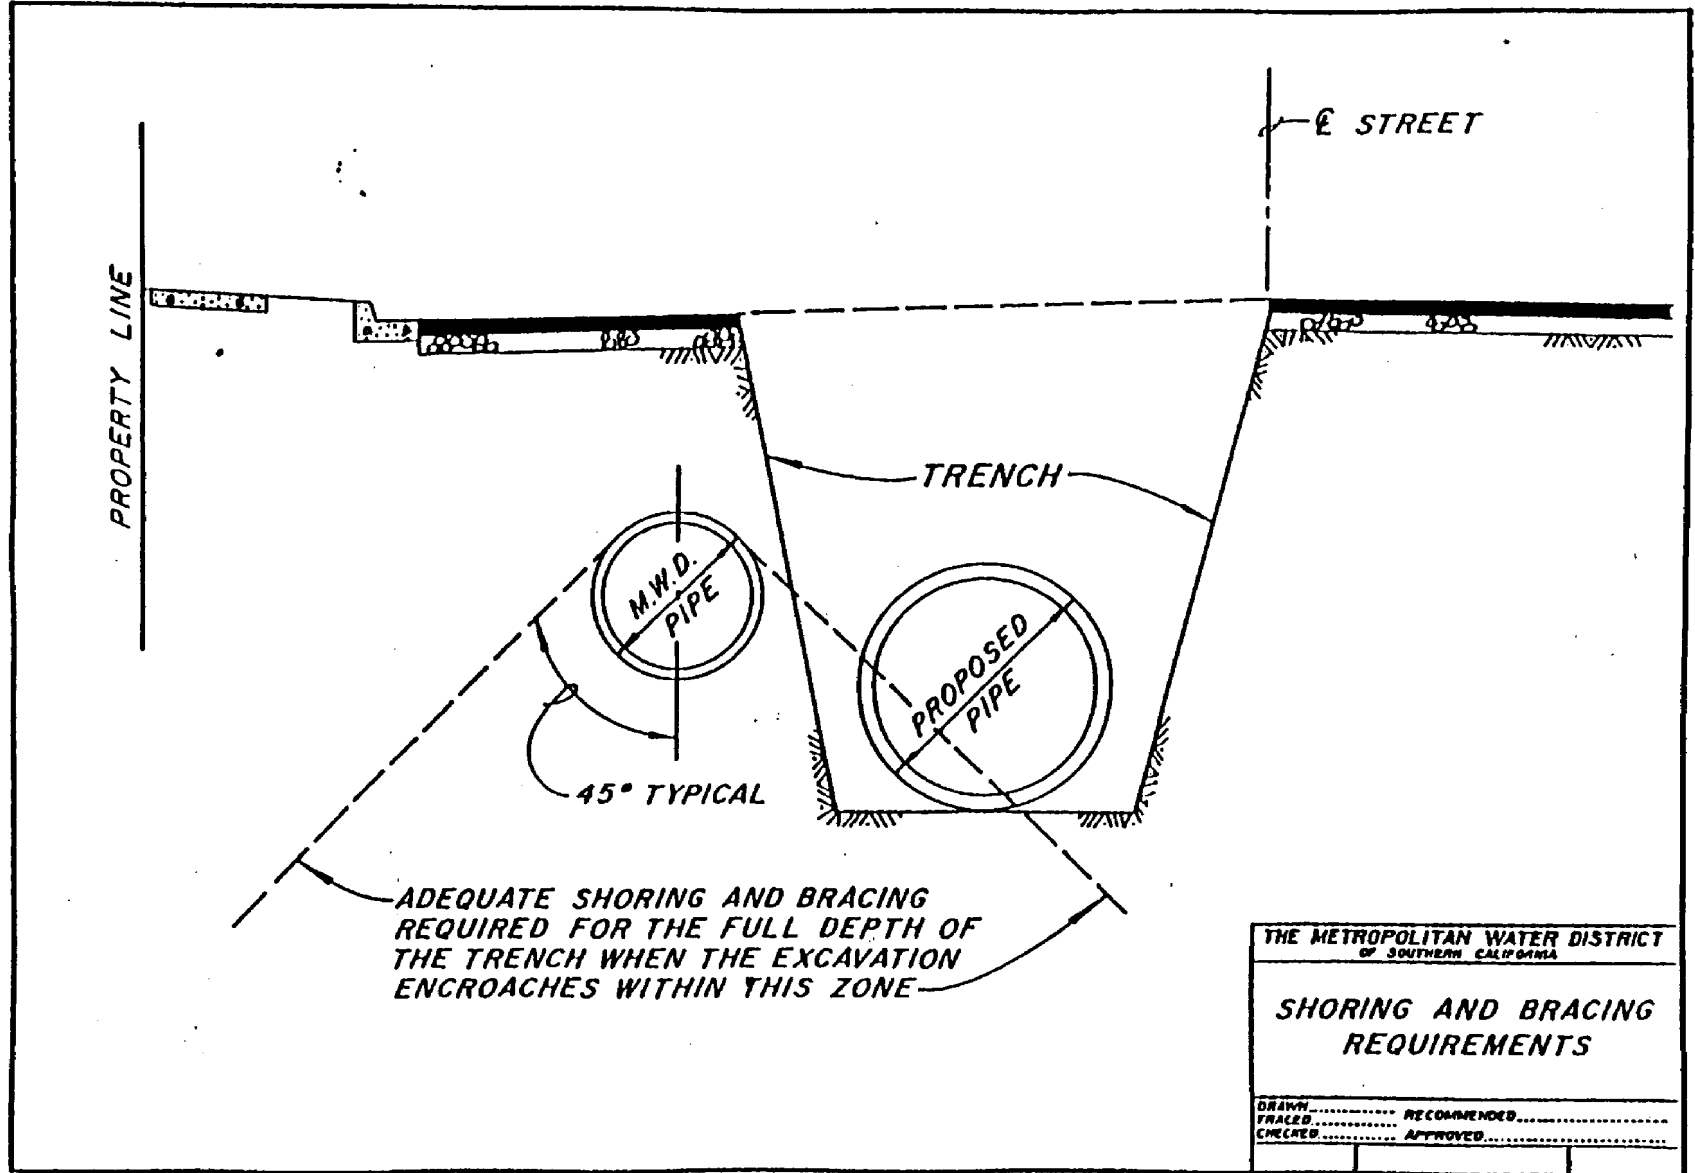 ℄ STREET
PROPERTY LINE
TRENCH
M.W.D.
PIPE
PROPOSED
PIPE
45° TYPICAL
ADEQUATE SHORING AND BRACING
REQUIRED FOR THE FULL DEPTH OF
THE TRENCH WHEN THE EXCAVATION
ENCROACHES WITHIN THIS ZONE
THE METROPOLITAN WATER DISTRICT
OF SOUTHERN CALIFORNIA
SHORING AND BRACING
REQUIREMENTS
DRAWN.............. RECOMMENDED..........................
TRACED..............
CHECKED............ APPROVED..............................